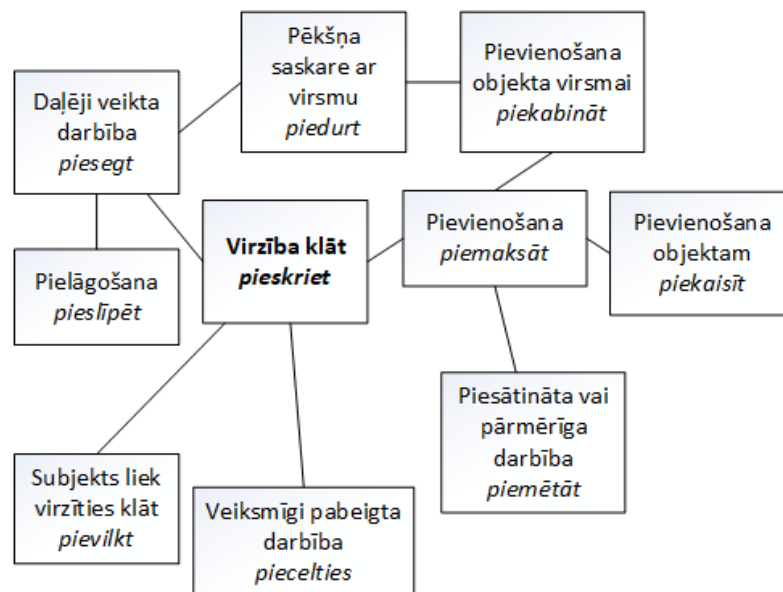 Pēkšņa
saskare ar
virsmu
piedurt
Pievienošana
objekta virsmai
piekabināt
Daļēji veikta
darbība
piesegt
Virzība klāt
pieskriet
Pievienošana
piemaksāt
Pievienošana
objektam
piekaisīt
Pielāgošana
pieslīpēt
Piesātināta vai
pārmērīga
darbība
piemētāt
Subjekts liek
virzīties klāt
pievilkt
Veiksmīgi pabeigta
darbība
piecelties